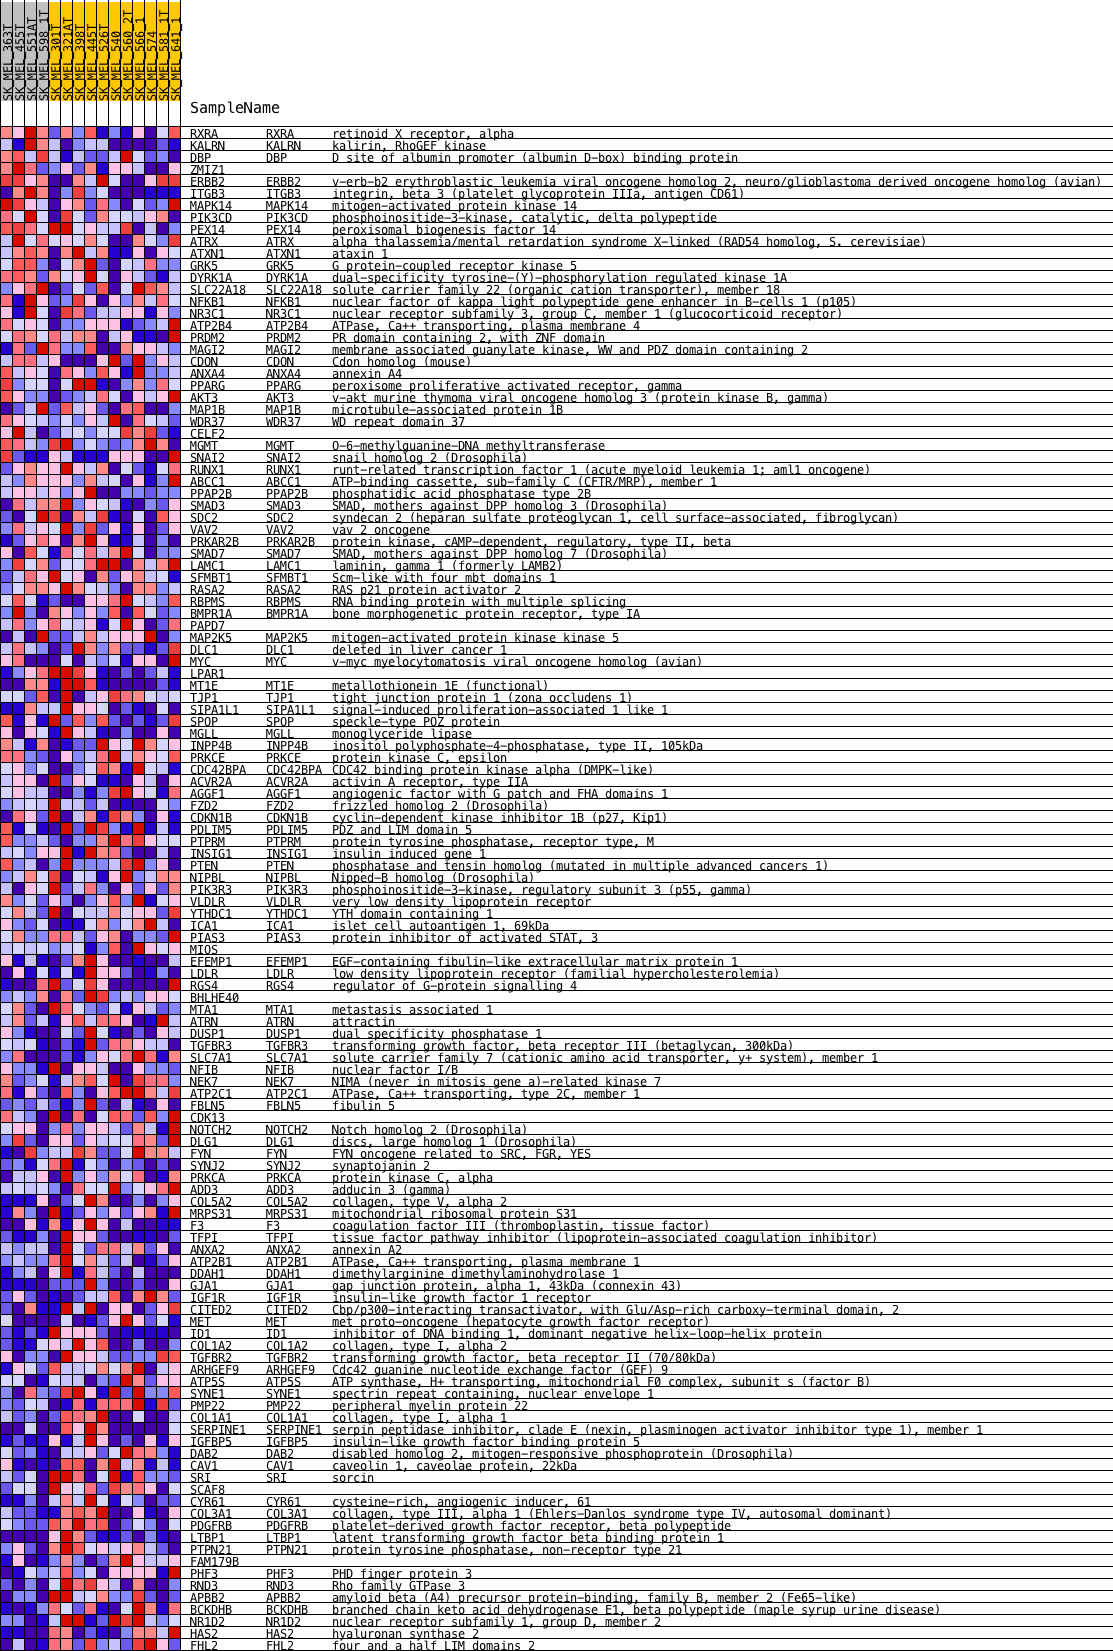 SK_MEL_363T
SK_MEL_455T
SK_MEL_551AT
SK_MEL_598_1T
SK_MEL_301T
SK_MEL_321AT
SK_MEL_398T
SK_MEL_445T
SK_MEL_526T
SK_MEL_540
SK_MEL_560_2T
SK_MEL_566_1
SK_MEL_574
SK_MEL_581_1T
SK_MEL_641_1
SampleName
RXRA RXRA retinoid X receptor, alpha
KALRN KALRN kalirin, RhoGEF kinase
DBP DBP D site of albumin promoter (albumin D-box) binding protein
ZMIZ1
ERBB2 ERBB2 v-erb-b2 erythroblastic leukemia viral oncogene homolog 2, neuro/glioblastoma derived oncogene homolog (avian)
ITGB3 ITGB3 integrin, beta 3 (platelet glycoprotein IIIa, antigen CD61)
MAPK14 MAPK14 mitogen-activated protein kinase 14
PIK3CD PIK3CD phosphoinositide-3-kinase, catalytic, delta polypeptide
PEX14 PEX14 peroxisomal biogenesis factor 14
ATRX ATRX alpha thalassemia/mental retardation syndrome X-linked (RAD54 homolog, S. cerevisiae)
ATXN1 ATXN1 ataxin 1
GRK5 GRK5 G protein-coupled receptor kinase 5
DYRK1A DYRK1A dual-specificity tyrosine-(Y)-phosphorylation regulated kinase 1A
SLC22A18 SLC22A18 solute carrier family 22 (organic cation transporter), member 18
NFKB1 NFKB1 nuclear factor of kappa light polypeptide gene enhancer in B-cells 1 (p105)
NR3C1 NR3C1 nuclear receptor subfamily 3, group C, member 1 (glucocorticoid receptor)
ATP2B4 ATP2B4 ATPase, Ca++ transporting, plasma membrane 4
PRDM2 PRDM2 PR domain containing 2, with ZNF domain
MAGI2 MAGI2 membrane associated guanylate kinase, WW and PDZ domain containing 2
CDON CDON Cdon homolog (mouse)
ANXA4 ANXA4 annexin A4
PPARG PPARG peroxisome proliferative activated receptor, gamma
AKT3 AKT3 v-akt murine thymoma viral oncogene homolog 3 (protein kinase B, gamma)
MAP1B MAP1B microtubule-associated protein 1B
WDR37 WDR37 WD repeat domain 37
CELF2
MGMT MGMT O-6-methylguanine-DNA methyltransferase
SNAI2 SNAI2 snail homolog 2 (Drosophila)
RUNX1 RUNX1 runt-related transcription factor 1 (acute myeloid leukemia 1; aml1 oncogene)
ABCC1 ABCC1 ATP-binding cassette, sub-family C (CFTR/MRP), member 1
PPAP2B PPAP2B phosphatidic acid phosphatase type 2B
SMAD3 SMAD3 SMAD, mothers against DPP homolog 3 (Drosophila)
SDC2 SDC2 syndecan 2 (heparan sulfate proteoglycan 1, cell surface-associated, fibroglycan)
VAV2 VAV2 vav 2 oncogene
PRKAR2B PRKAR2B protein kinase, cAMP-dependent, regulatory, type II, beta
SMAD7 SMAD7 SMAD, mothers against DPP homolog 7 (Drosophila)
LAMC1 LAMC1 laminin, gamma 1 (formerly LAMB2)
SFMBT1 SFMBT1 Scm-like with four mbt domains 1
RASA2 RASA2 RAS p21 protein activator 2
RBPMS RBPMS RNA binding protein with multiple splicing
BMPR1A BMPR1A bone morphogenetic protein receptor, type IA
PAPD7
MAP2K5 MAP2K5 mitogen-activated protein kinase kinase 5
DLC1 DLC1 deleted in liver cancer 1
MYC MYC v-myc myelocytomatosis viral oncogene homolog (avian)
LPAR1
MT1E MT1E metallothionein 1E (functional)
TJP1 TJP1 tight junction protein 1 (zona occludens 1)
SIPA1L1 SIPA1L1 signal-induced proliferation-associated 1 like 1
SPOP SPOP speckle-type POZ protein
MGLL MGLL monoglyceride lipase
INPP4B INPP4B inositol polyphosphate-4-phosphatase, type II, 105kDa
PRKCE PRKCE protein kinase C, epsilon
CDC42BPA CDC42BPA CDC42 binding protein kinase alpha (DMPK-like)
ACVR2A ACVR2A activin A receptor, type IIA
AGGF1 AGGF1 angiogenic factor with G patch and FHA domains 1
FZD2 FZD2 frizzled homolog 2 (Drosophila)
CDKN1B CDKN1B cyclin-dependent kinase inhibitor 1B (p27, Kip1)
PDLIM5 PDLIM5 PDZ and LIM domain 5
PTPRM PTPRM protein tyrosine phosphatase, receptor type, M
INSIG1 INSIG1 insulin induced gene 1
PTEN PTEN phosphatase and tensin homolog (mutated in multiple advanced cancers 1)
NIPBL NIPBL Nipped-B homolog (Drosophila)
PIK3R3 PIK3R3 phosphoinositide-3-kinase, regulatory subunit 3 (p55, gamma)
VLDLR VLDLR very low density lipoprotein receptor
YTHDC1 YTHDC1 YTH domain containing 1
ICA1 ICA1 islet cell autoantigen 1, 69kDa
PIAS3 PIAS3 protein inhibitor of activated STAT, 3
MIOS
EFEMP1 EFEMP1 EGF-containing fibulin-like extracellular matrix protein 1
LDLR LDLR low density lipoprotein receptor (familial hypercholesterolemia)
RGS4 RGS4 regulator of G-protein signalling 4
BHLHE40
MTA1 MTA1 metastasis associated 1
ATRN ATRN attractin
DUSP1 DUSP1 dual specificity phosphatase 1
TGFBR3 TGFBR3 transforming growth factor, beta receptor III (betaglycan, 300kDa)
SLC7A1 SLC7A1 solute carrier family 7 (cationic amino acid transporter, y+ system), member 1
NFIB NFIB nuclear factor I/B
NEK7 NEK7 NIMA (never in mitosis gene a)-related kinase 7
ATP2C1 ATP2C1 ATPase, Ca++ transporting, type 2C, member 1
FBLN5 FBLN5 fibulin 5
CDK13
NOTCH2 NOTCH2 Notch homolog 2 (Drosophila)
DLG1 DLG1 discs, large homolog 1 (Drosophila)
FYN FYN FYN oncogene related to SRC, FGR, YES
SYNJ2 SYNJ2 synaptojanin 2
PRKCA PRKCA protein kinase C, alpha
ADD3 ADD3 adducin 3 (gamma)
COL5A2 COL5A2 collagen, type V, alpha 2
MRPS31 MRPS31 mitochondrial ribosomal protein S31
F3 F3 coagulation factor III (thromboplastin, tissue factor)
TFPI TFPI tissue factor pathway inhibitor (lipoprotein-associated coagulation inhibitor)
ANXA2 ANXA2 annexin A2
ATP2B1 ATP2B1 ATPase, Ca++ transporting, plasma membrane 1
DDAH1 DDAH1 dimethylarginine dimethylaminohydrolase 1
GJA1 GJA1 gap junction protein, alpha 1, 43kDa (connexin 43)
IGF1R IGF1R insulin-like growth factor 1 receptor
CITED2 CITED2 Cbp/p300-interacting transactivator, with Glu/Asp-rich carboxy-terminal domain, 2
MET MET met proto-oncogene (hepatocyte growth factor receptor)
ID1 ID1 inhibitor of DNA binding 1, dominant negative helix-loop-helix protein
COL1A2 COL1A2 collagen, type I, alpha 2
TGFBR2 TGFBR2 transforming growth factor, beta receptor II (70/80kDa)
ARHGEF9 ARHGEF9 Cdc42 guanine nucleotide exchange factor (GEF) 9
ATP5S ATP5S ATP synthase, H+ transporting, mitochondrial F0 complex, subunit s (factor B)
SYNE1 SYNE1 spectrin repeat containing, nuclear envelope 1
PMP22 PMP22 peripheral myelin protein 22
COL1A1 COL1A1 collagen, type I, alpha 1
SERPINE1 SERPINE1 serpin peptidase inhibitor, clade E (nexin, plasminogen activator inhibitor type 1), member 1
IGFBP5 IGFBP5 insulin-like growth factor binding protein 5
DAB2 DAB2 disabled homolog 2, mitogen-responsive phosphoprotein (Drosophila)
CAV1 CAV1 caveolin 1, caveolae protein, 22kDa
SRI SRI sorcin
SCAF8
CYR61 CYR61 cysteine-rich, angiogenic inducer, 61
COL3A1 COL3A1 collagen, type III, alpha 1 (Ehlers-Danlos syndrome type IV, autosomal dominant)
PDGFRB PDGFRB platelet-derived growth factor receptor, beta polypeptide
LTBP1 LTBP1 latent transforming growth factor beta binding protein 1
PTPN21 PTPN21 protein tyrosine phosphatase, non-receptor type 21
FAM179B
PHF3 PHF3 PHD finger protein 3
RND3 RND3 Rho family GTPase 3
APBB2 APBB2 amyloid beta (A4) precursor protein-binding, family B, member 2 (Fe65-like)
BCKDHB BCKDHB branched chain keto acid dehydrogenase E1, beta polypeptide (maple syrup urine disease)
NR1D2 NR1D2 nuclear receptor subfamily 1, group D, member 2
HAS2 HAS2 hyaluronan synthase 2
FHL2 FHL2 four and a half LIM domains 2